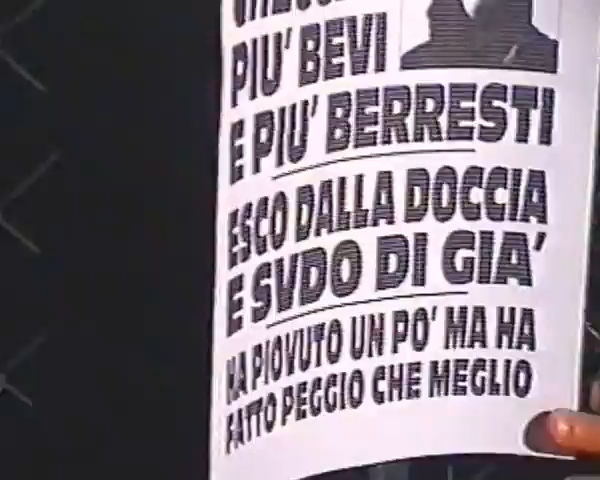 PIU' BEVI
E PIU' BERRESTI
ESCO DALLA DOCCIA
E SVDO DI GIA'
HA PIOVUTO UN PO' MA HA
FATTO PEGGIO CHE MEGLIO